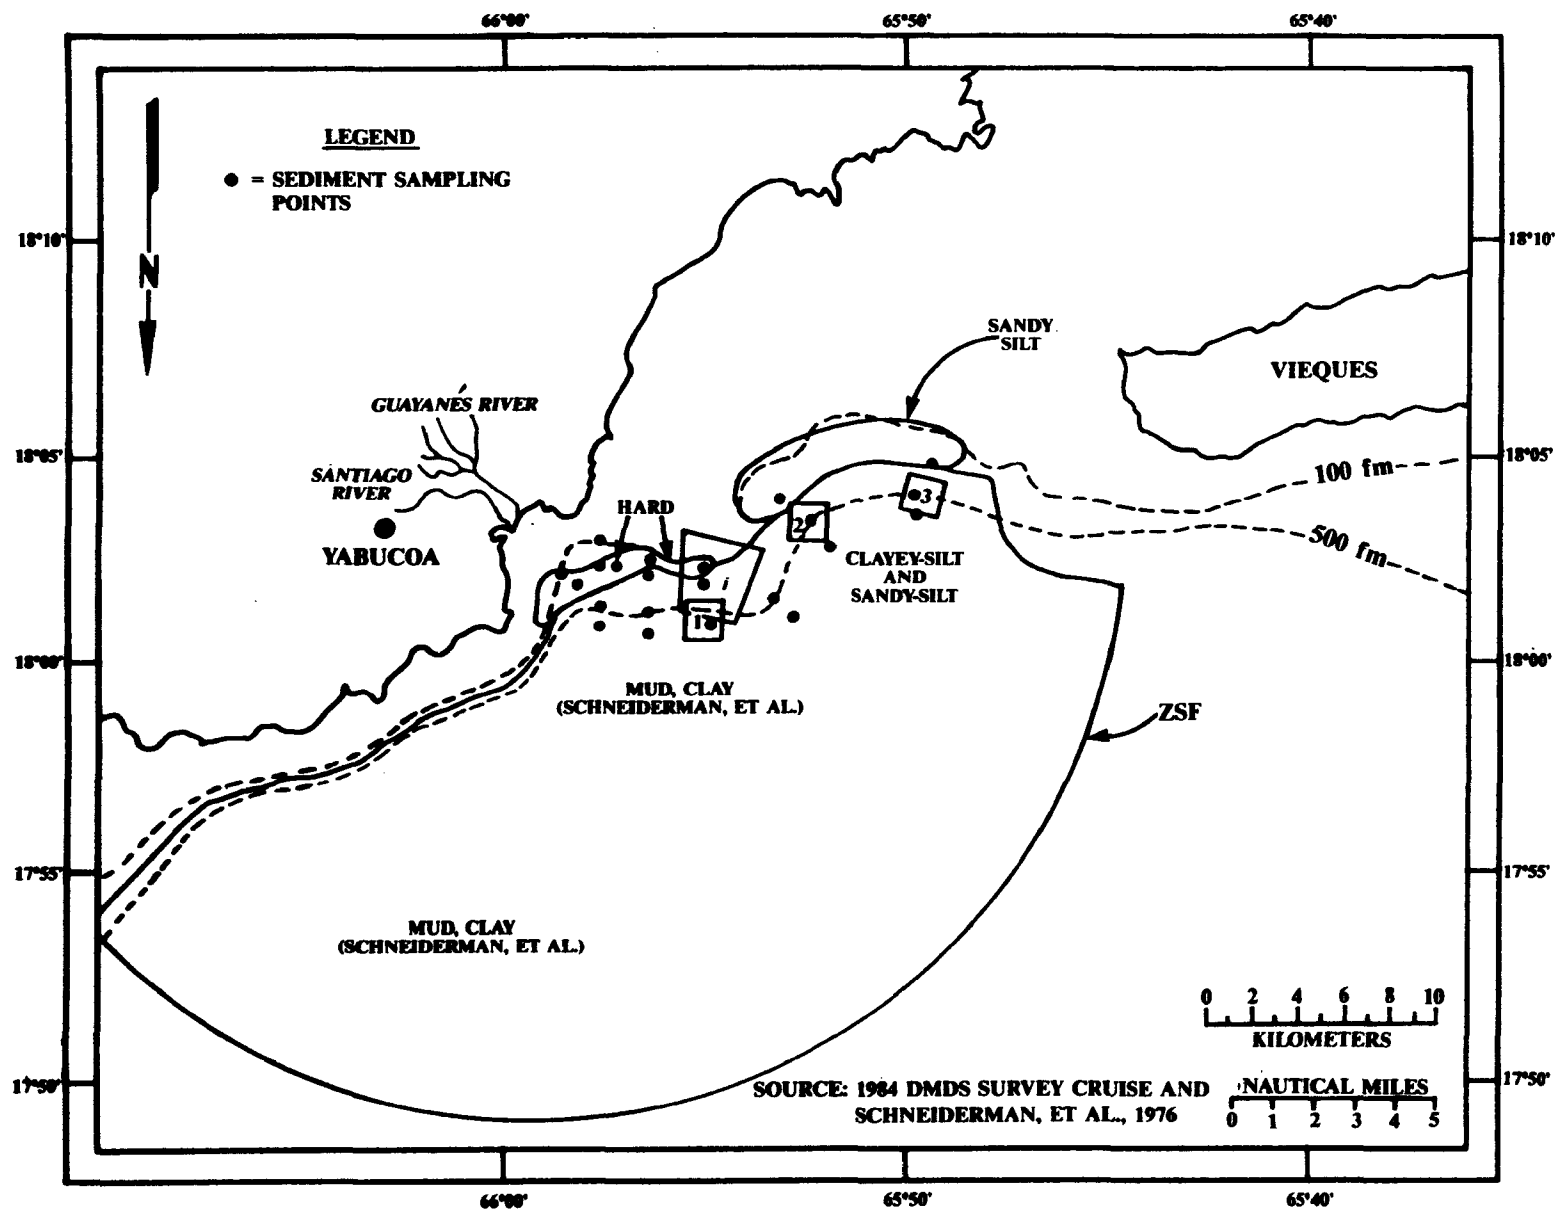 66°00'
65°50'
65°40'
LEGEND
● = SEDIMENT SAMPLING
POINTS
18°10'
18°10'
N
SANDY
SILT
VIEQUES
GUAYANÉS RIVER
18°05'
18°05'
100 fm
SANTIAGO
RIVER
HARD
3
2
YABUCOA
500 fm
CLAYEY-SILT
AND
SANDY-SILT
1
18°00'
18°00'
MUD, CLAY
(SCHNEIDERMAN, ET AL.)
ZSF
17°55'
17°55'
MUD, CLAY
(SCHNEIDERMAN, ET AL.)
0 2 4 6 8 10
KILOMETERS
17°50'
17°50'
SOURCE: 1984 DMDS SURVEY CRUISE AND
SCHNEIDERMAN, ET AL., 1976
NAUTICAL MILES
0 1 2 3 4 5
66°00'
65°50'
65°40'